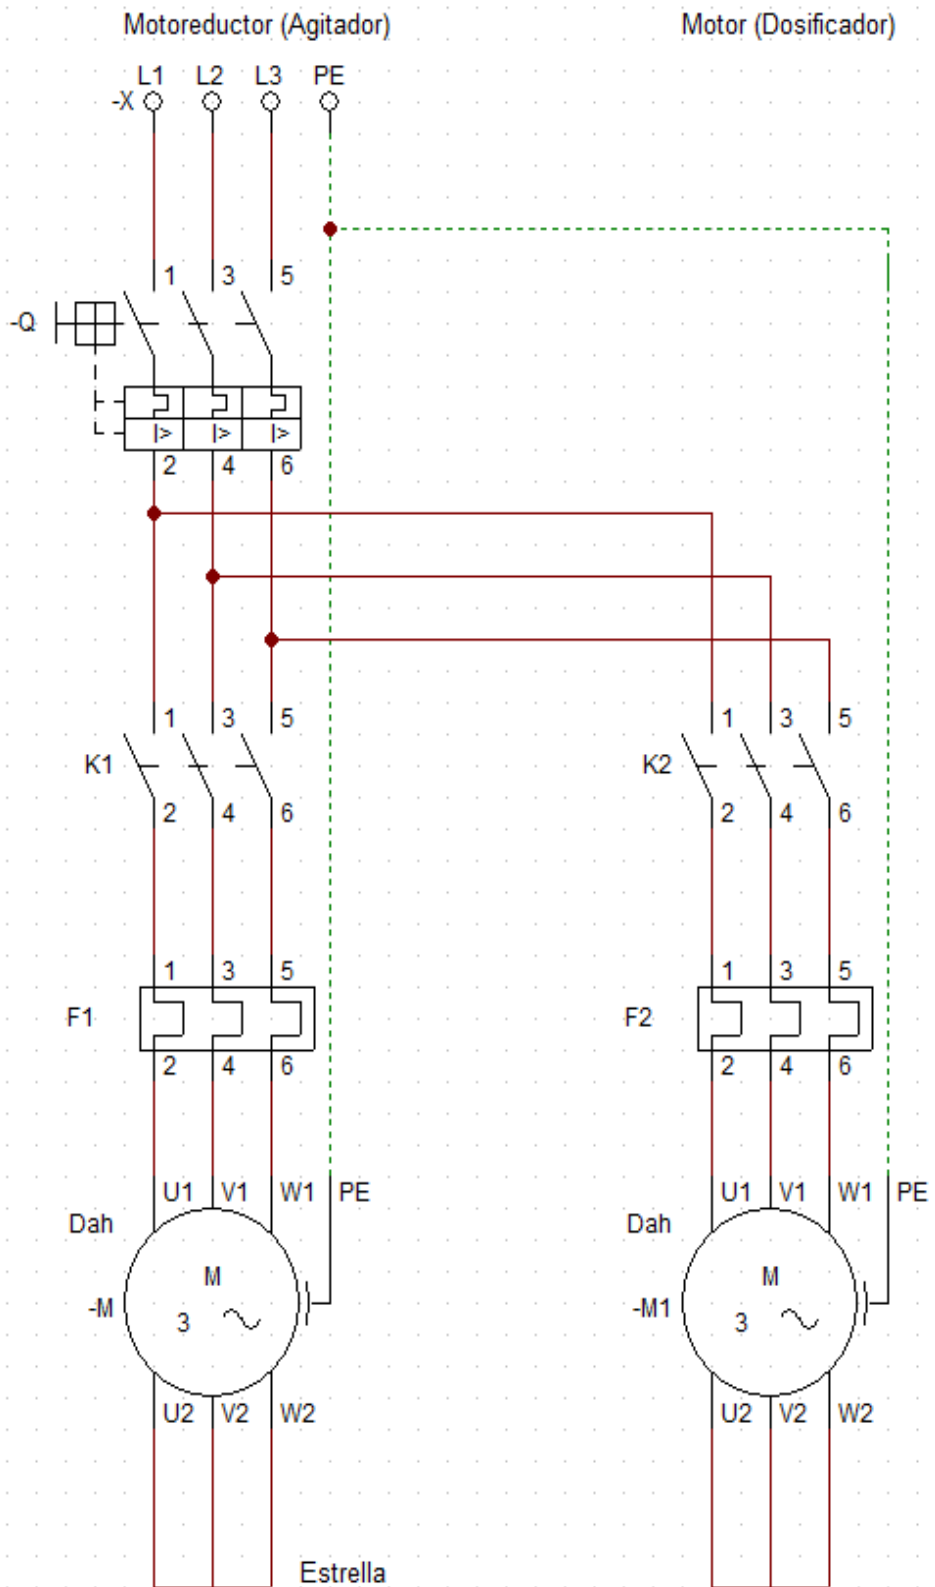 Motoreductor (Agitador) Motor (Dosificador)
L1 L2 L3 PE
-X
1 3 5
-Q
I> I> I>
2 4 6
1 3 5 1 3 5
K1 K2
2 4 6 2 4 6
1 3 5 1 3 5
F1 F2
2 4 6 2 4 6
U1 V1 W1 PE U1 V1 W1 PE
Dah Dah
M M
-M -M1
3 3
U2 V2 W2 U2 V2 W2
Estrella